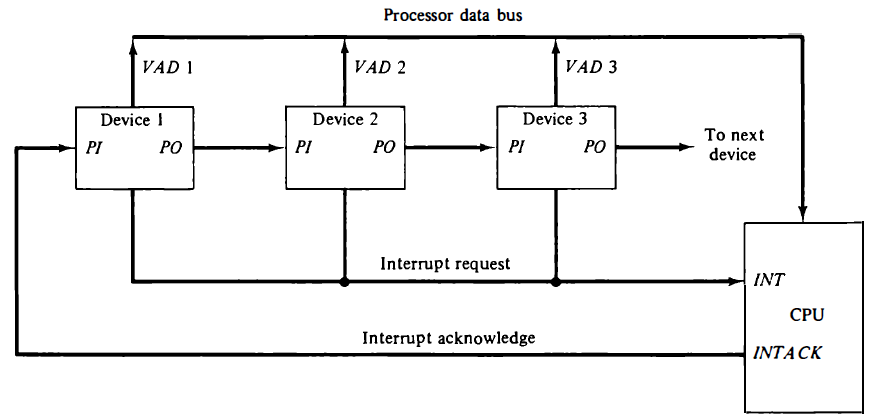 Processor data bus
VAD 1
VAD 2
VAD 3
Device 1
PI PO
Device 2
PI PO
Device 3
PI PO
To next
device
Interrupt request
INT
CPU
Interrupt acknowledge
INTACK